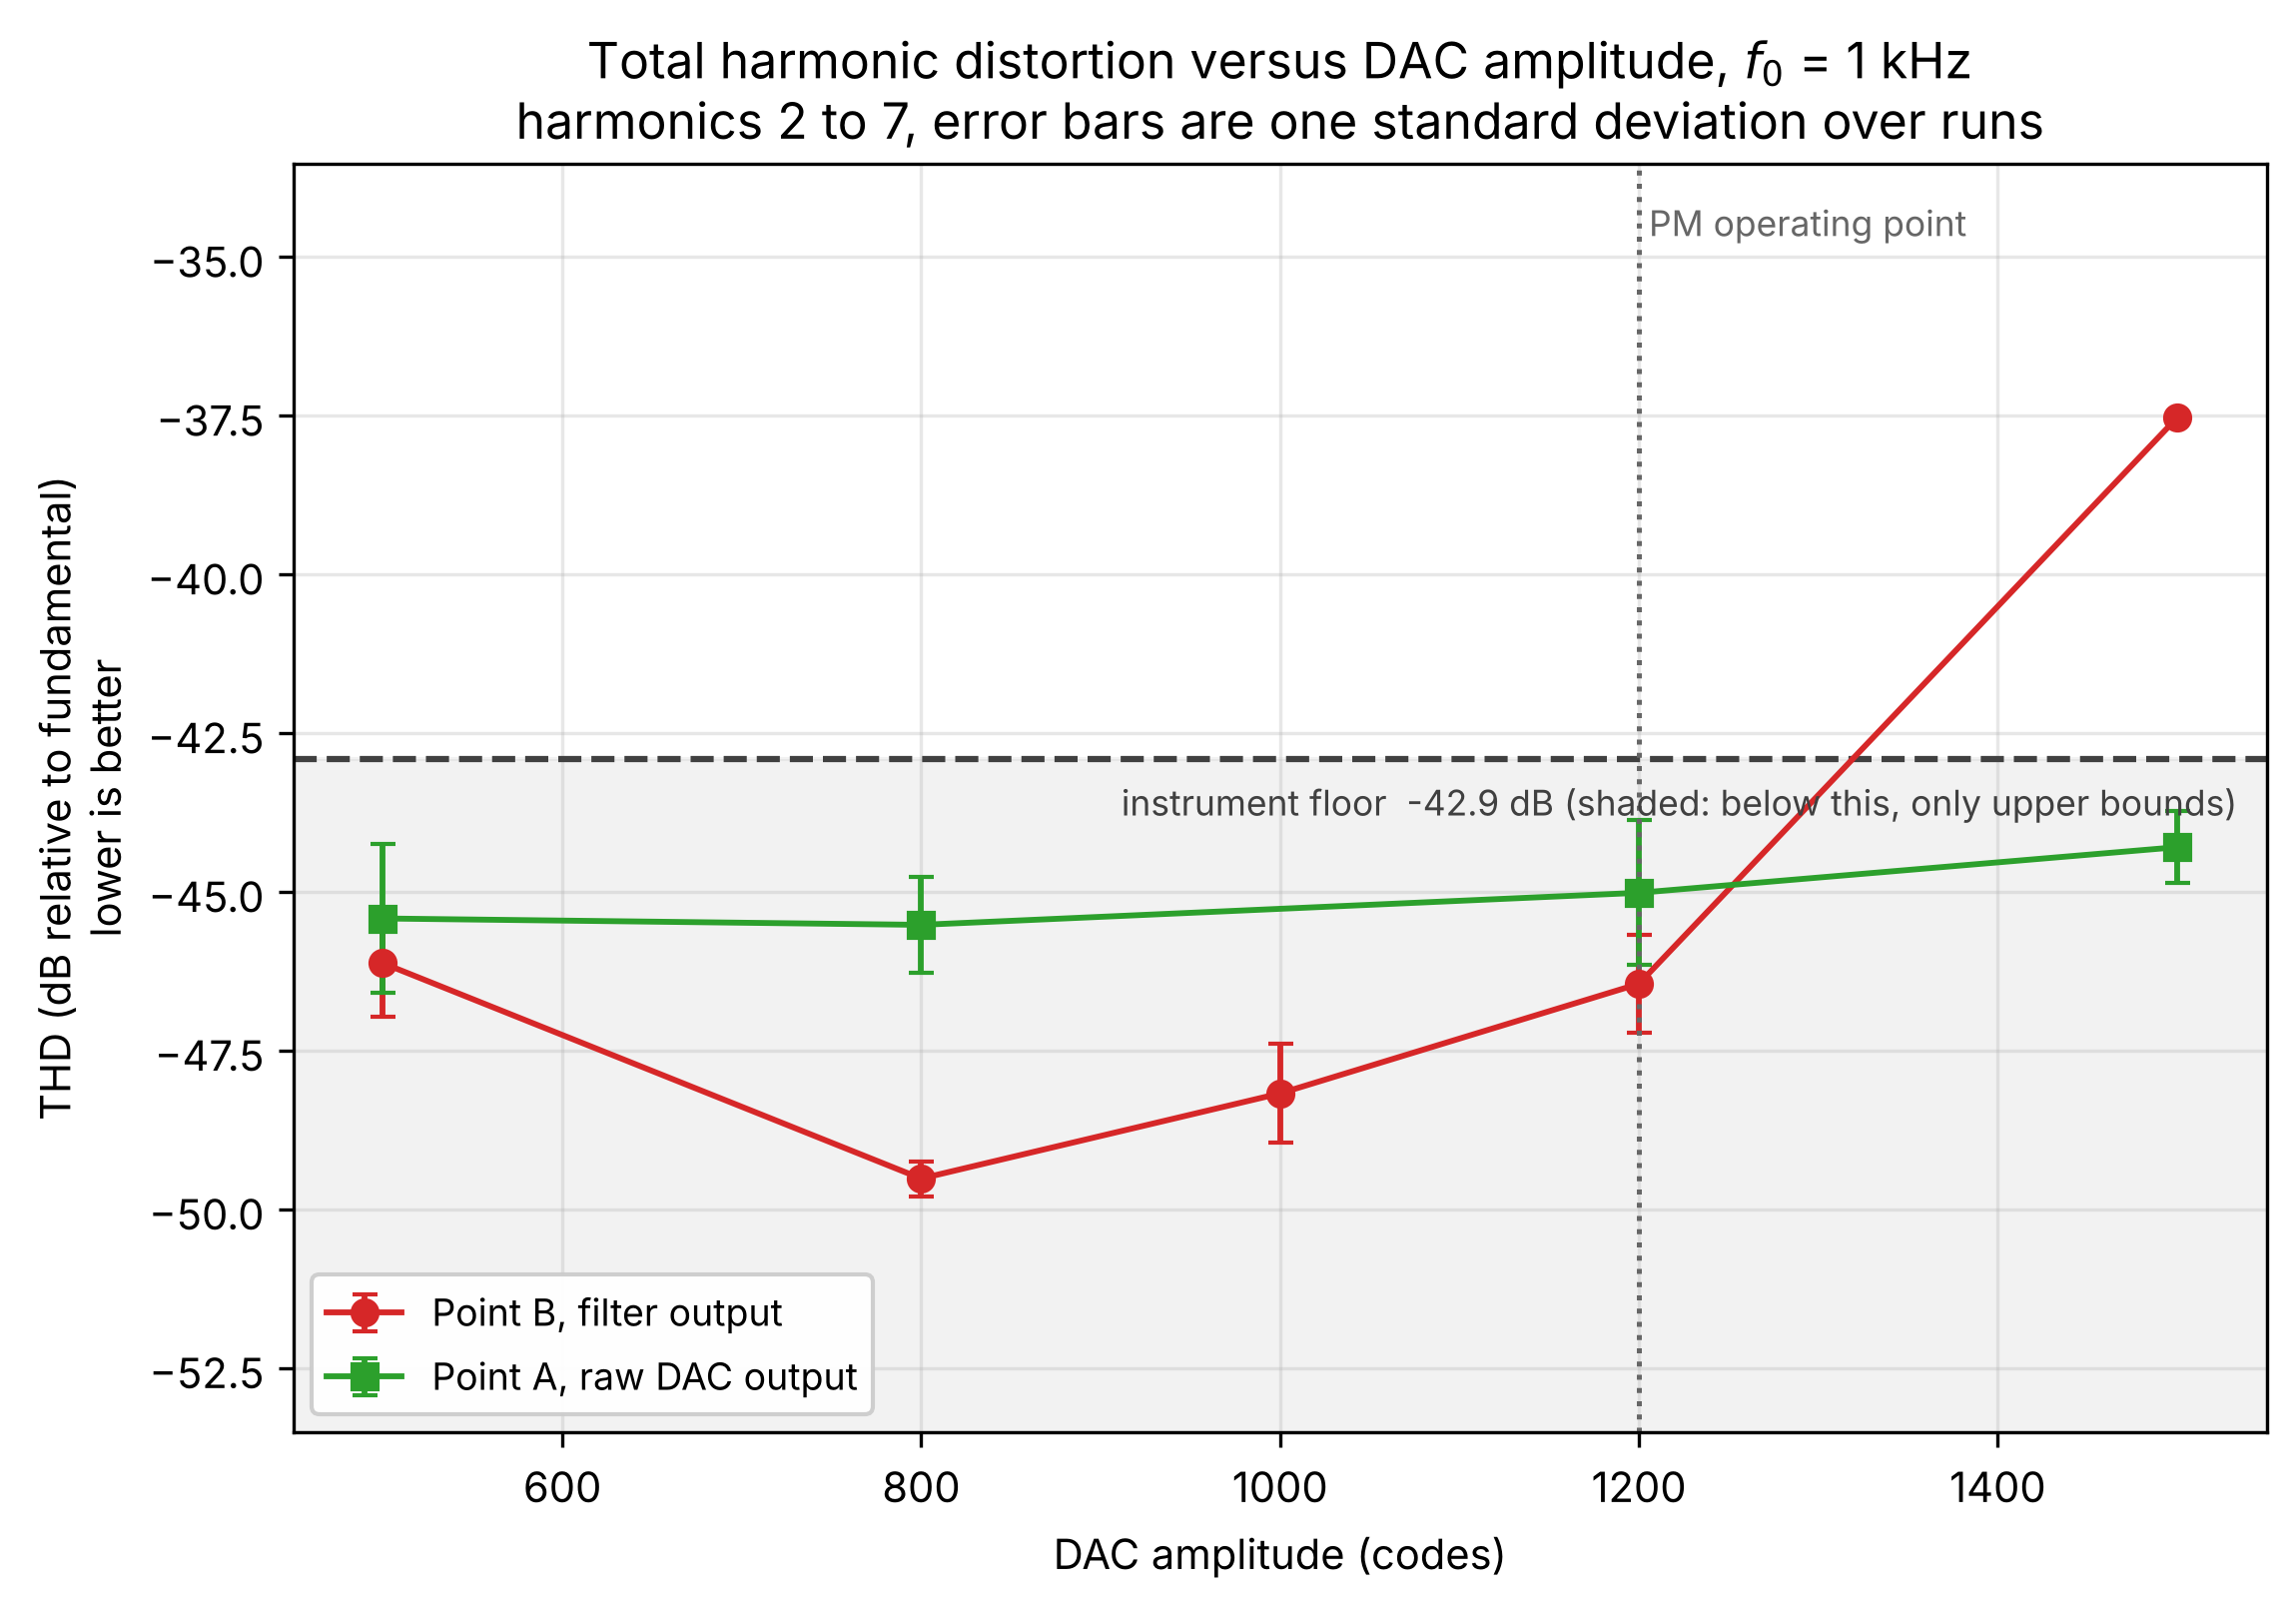 Total harmonic distortion versus DAC amplitude, f₀ = 1 kHz
harmonics 2 to 7, error bars are one standard deviation over runs
PM operating point
−35.0
−37.5
−40.0
−42.5
−45.0
−47.5
−50.0
−52.5
THD (dB relative to fundamental)
lower is better
instrument floor  -42.9 dB (shaded: below this, only upper bounds)
Point B, filter output
Point A, raw DAC output
600
800
1000
1200
1400
DAC amplitude (codes)